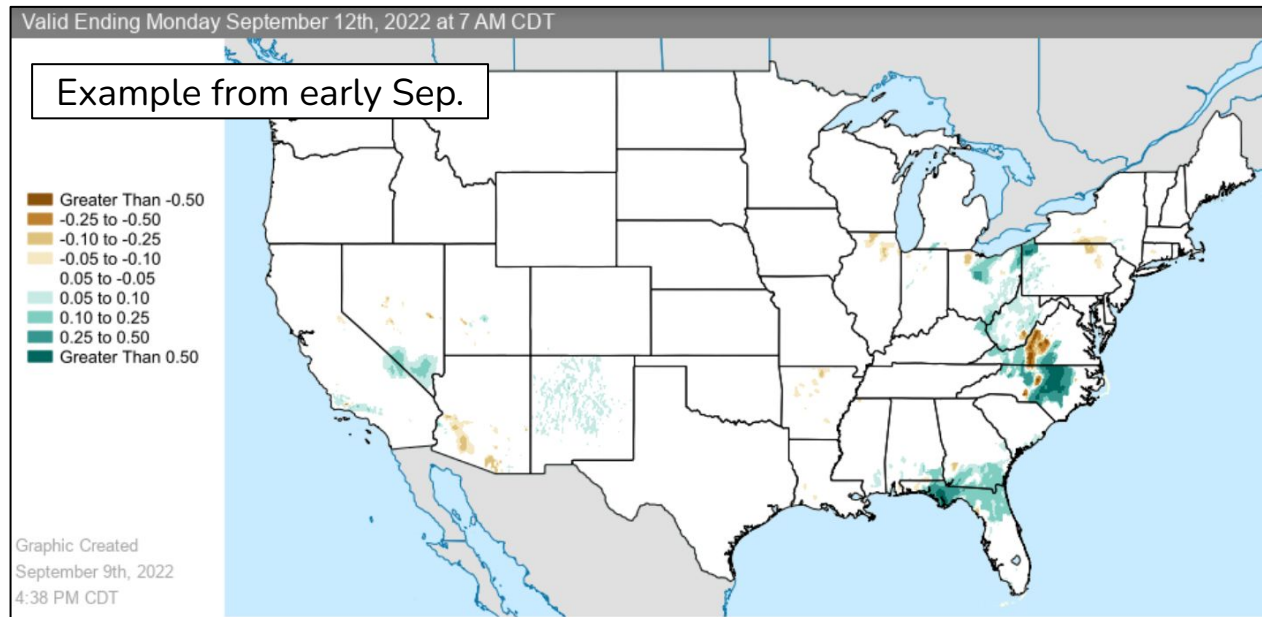 Valid Ending Monday September 12th, 2022 at 7 AM CDT
Example from early Sep.
Greater Than -0.50
-0.25 to -0.50
-0.10 to -0.25
-0.05 to -0.10
0.05 to -0.05
0.05 to 0.10
0.10 to 0.25
0.25 to 0.50
Greater Than 0.50
Graphic Created
September 9th, 2022
4:38 PM CDT